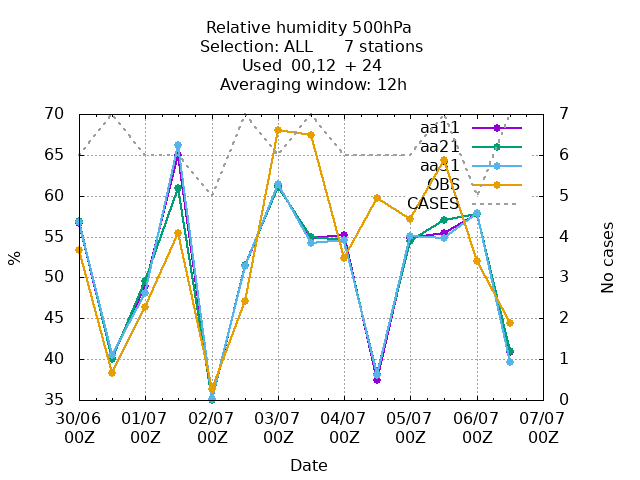 Relative humidity 500hPa
Selection: ALL 7 stations
Used 00,12 + 24
Averaging window: 12h
70 7
aa11
aa21
65 6
aa31
OBS
60 5
CASES
55 4
% No cases
50 3
45 2
40 1
35 0
30/06 01/07 02/07 03/07 04/07 05/07 06/07 07/07
00Z 00Z 00Z 00Z 00Z 00Z 00Z 00Z
Date